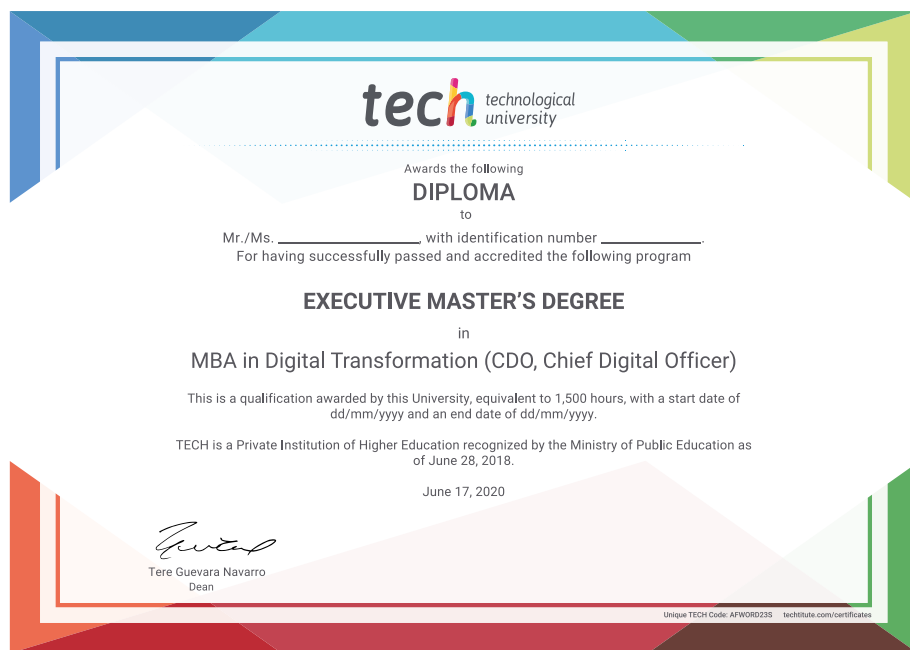 tech technological
university
Awards the following
DIPLOMA
to
Mr./Ms. ____________________, with identification number ______________.
For having successfully passed and accredited the following program
EXECUTIVE MASTER'S DEGREE
in
MBA in Digital Transformation (CDO, Chief Digital Officer)
This is a qualification awarded by this University, equivalent to 1,500 hours, with a start date of
dd/mm/yyyy and an end date of dd/mm/yyyy.
TECH is a Private Institution of Higher Education recognized by the Ministry of Public Education as
of June 28, 2018.
June 17, 2020
Tere Guevara Navarro
Dean
Unique TECH Code: AFWORD23S techtitute.com/certificates